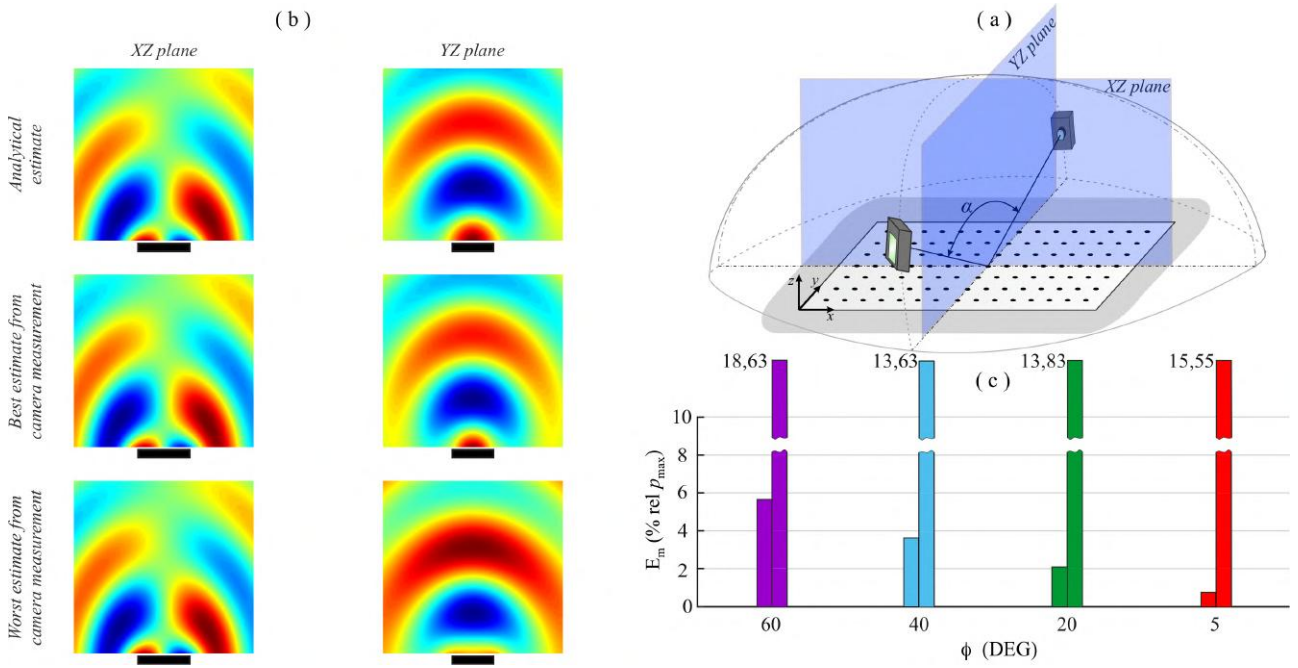 ( b )
XZ plane
YZ plane
Analytical
estimate
Best estimate from
camera measurement
Worst estimate from
camera measurement
( a )
YZ plane
XZ plane
α
z
y
x
18,63
13,63
13,83
15,55
( c )
10
8
6
4
2
0
Em (% rel pmax)
60
40
20
5
ϕ (DEG)